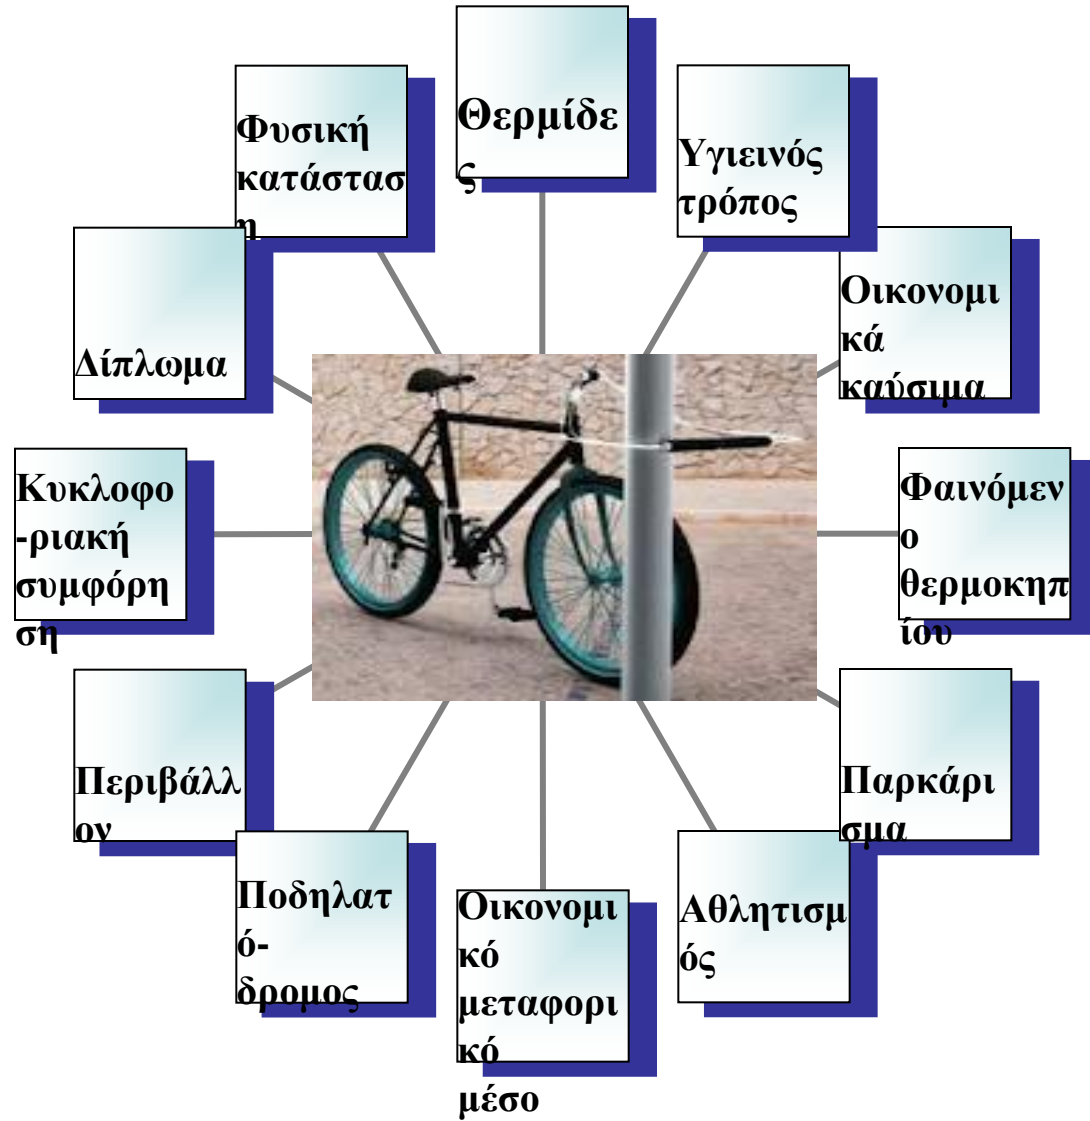 Θερμίδε
ς
Υγιεινός
τρόπος
Οικονομι
κά
καύσιμα
Φαινόμεν
ο
θερμοκηπ
ίου
Παρκάρι
σμα
Αθλητισμ
ός
Οικονομι
κό
μεταφορι
κό
μέσο
Ποδηλατ
ό-
δρομος
Περιβάλλ
ον
Κυκλοφο
-ριακή
συμφόρη
ση
Δίπλωμα
Φυσική
κατάστασ
η